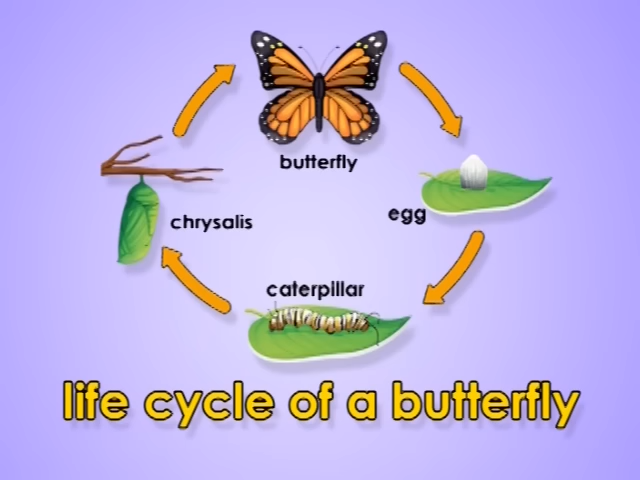 butterfly
egg
chrysalis
caterpillar
life cycle of a butterfly